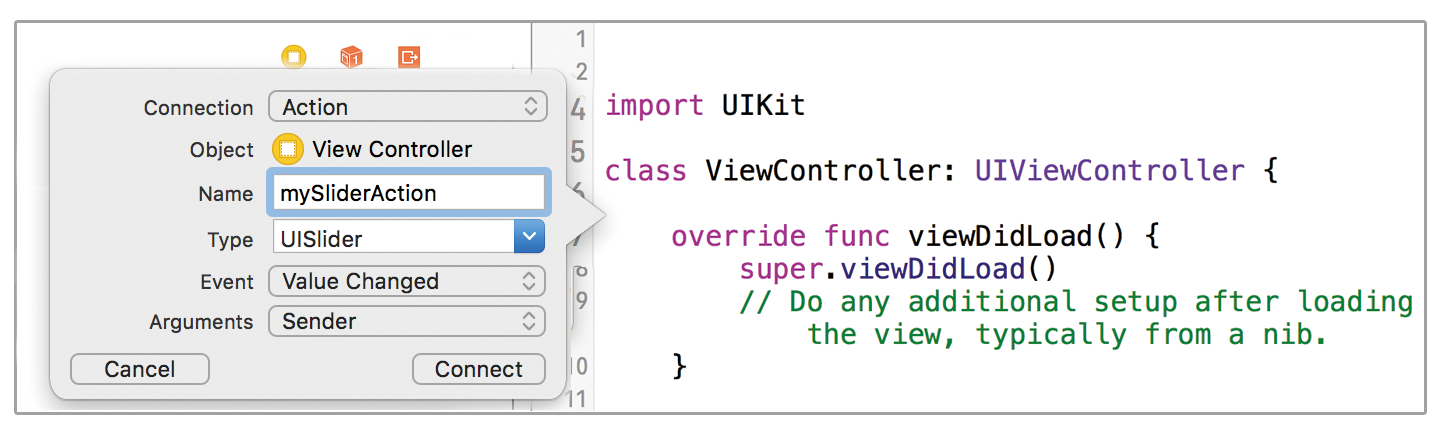 Connection Action
Object View Controller
Name mySliderAction
Type UISlider
Event Value Changed
Arguments Sender
Cancel Connect
1
2
4 import UIKit
5 class ViewController: UIViewController {
6
7 override func viewDidLoad() {
8 super.viewDidLoad()
9 // Do any additional setup after loading
the view, typically from a nib.
10 }
11